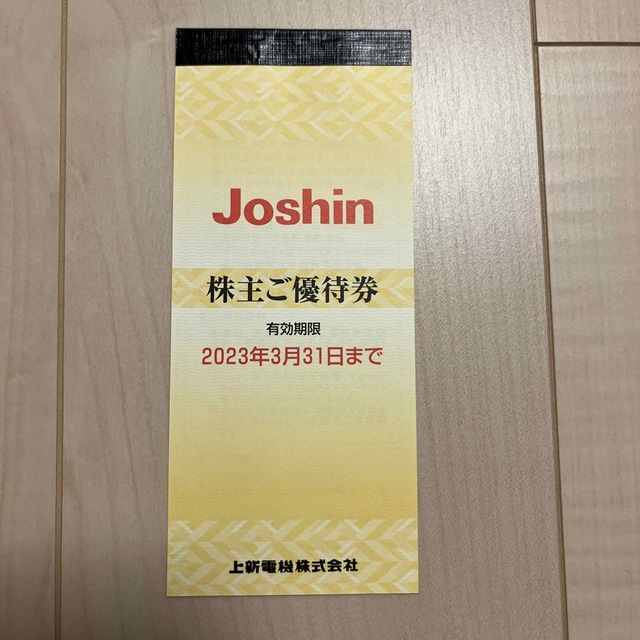 Joshin
株主ご優待券
有効期限
2023年3月31日まで
上新電機株式会社